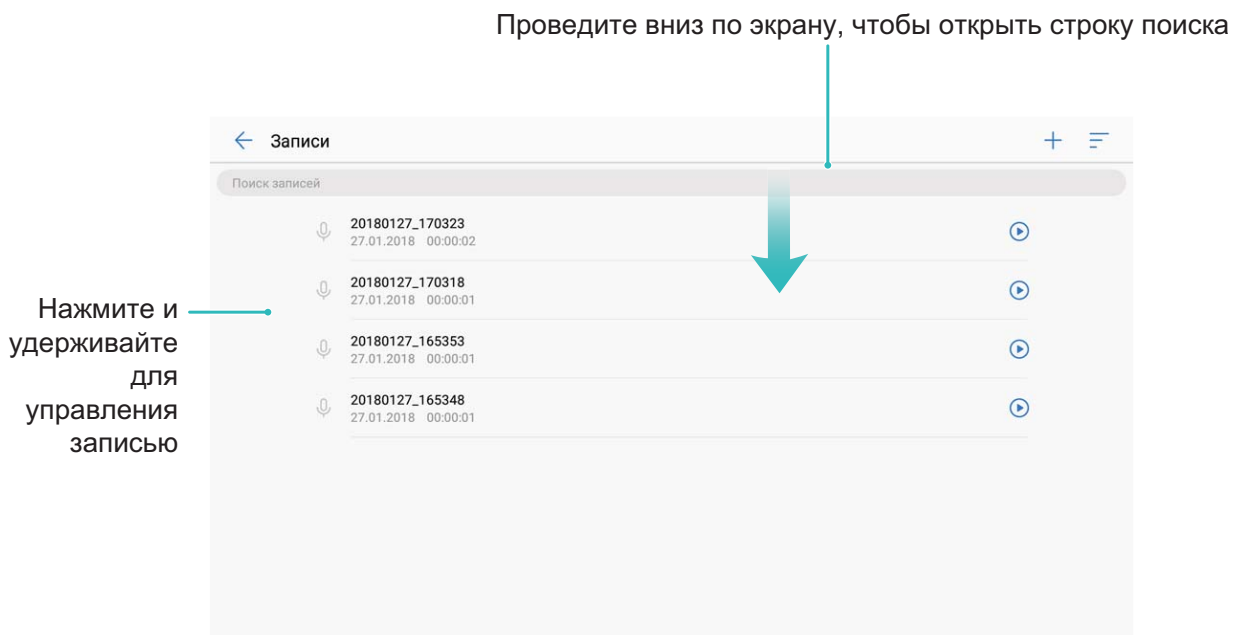 Проведите вниз по экрану, чтобы открыть строку поиска
Записи
Поиск записей
20180127_170323
27.01.2018 00:00:02
20180127_170318
27.01.2018 00:00:01
Нажмите и
удерживайте
для
управления
записью
20180127_165353
27.01.2018 00:00:01
20180127_165348
27.01.2018 00:00:01